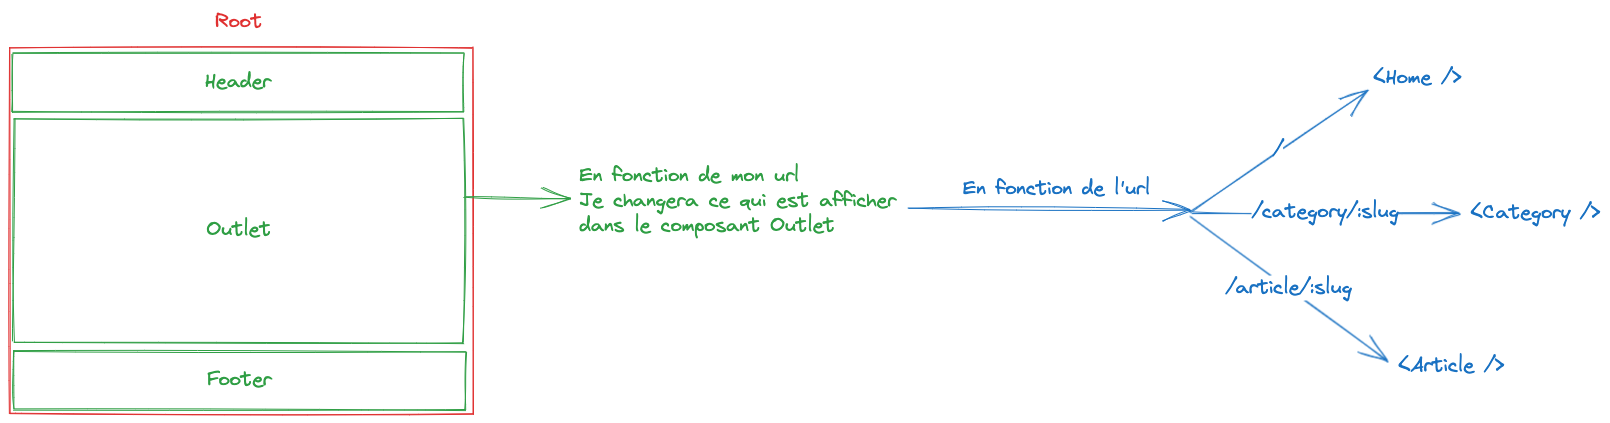 Root
Header
Outlet
Footer
En fonction de mon url
Je changera ce qui est afficher
dans le composant Outlet
En fonction de l'url
/
<Home />
/category/:slug
<Category />
/article/:slug
<Article />